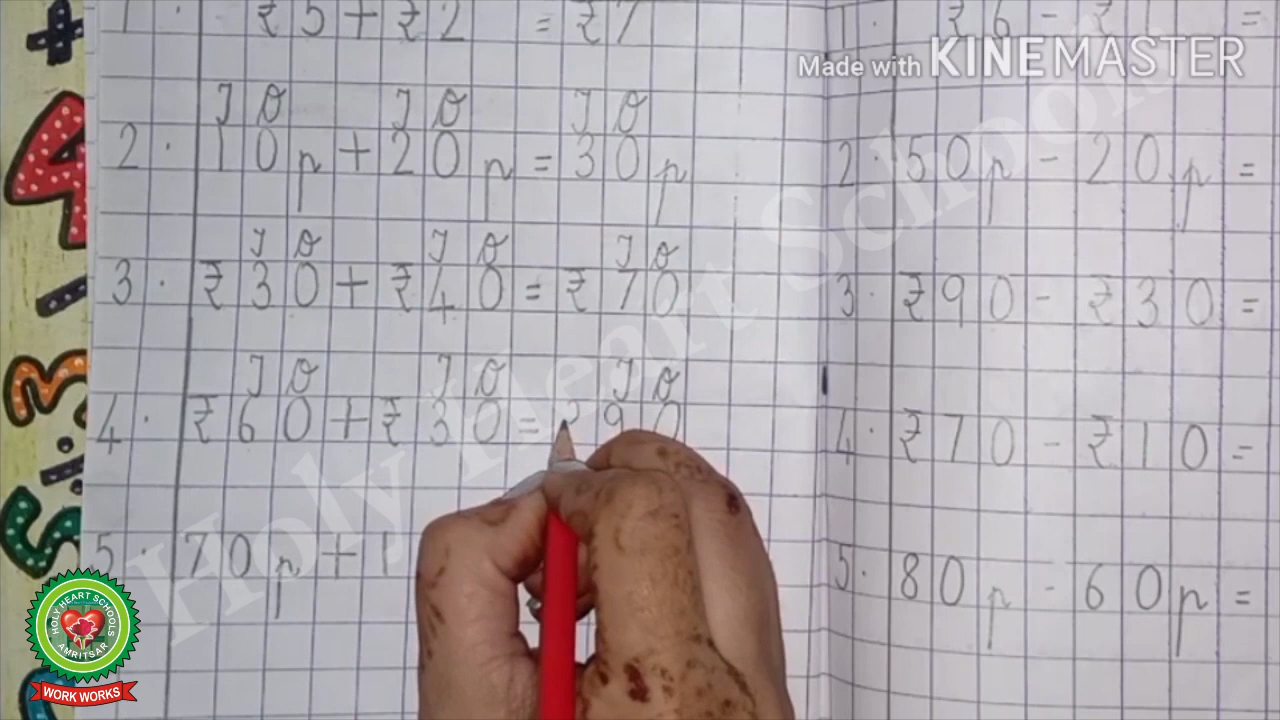 1. ₹5 + ₹2 = ₹7
T O T O T O
2. 10p + 20p = 30p
T O T O T O
3. ₹30 + ₹40 = ₹70
T O T O T O
4. ₹60 + ₹30 = ₹90
5. 70p + 1
1. ₹6 - ₹1 =
2. 50p - 20p =
3. ₹90 - ₹30 =
4. ₹70 - ₹10 =
5. 80p - 60p =
Made with KINEMASTER
Holy Heart School
HOLY HEART SCHOOLS
AMRITSAR
WORK WORKS